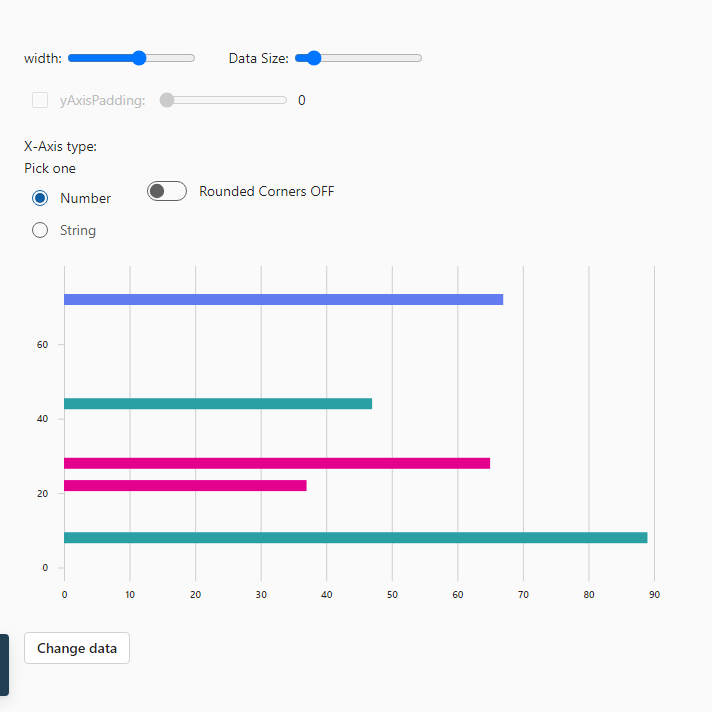 width: Data Size:
yAxisPadding: 0
X-Axis type:
Pick one
Number
Rounded Corners OFF
String
60
40
20
0
0 10 20 30 40 50 60 70 80 90
Change data